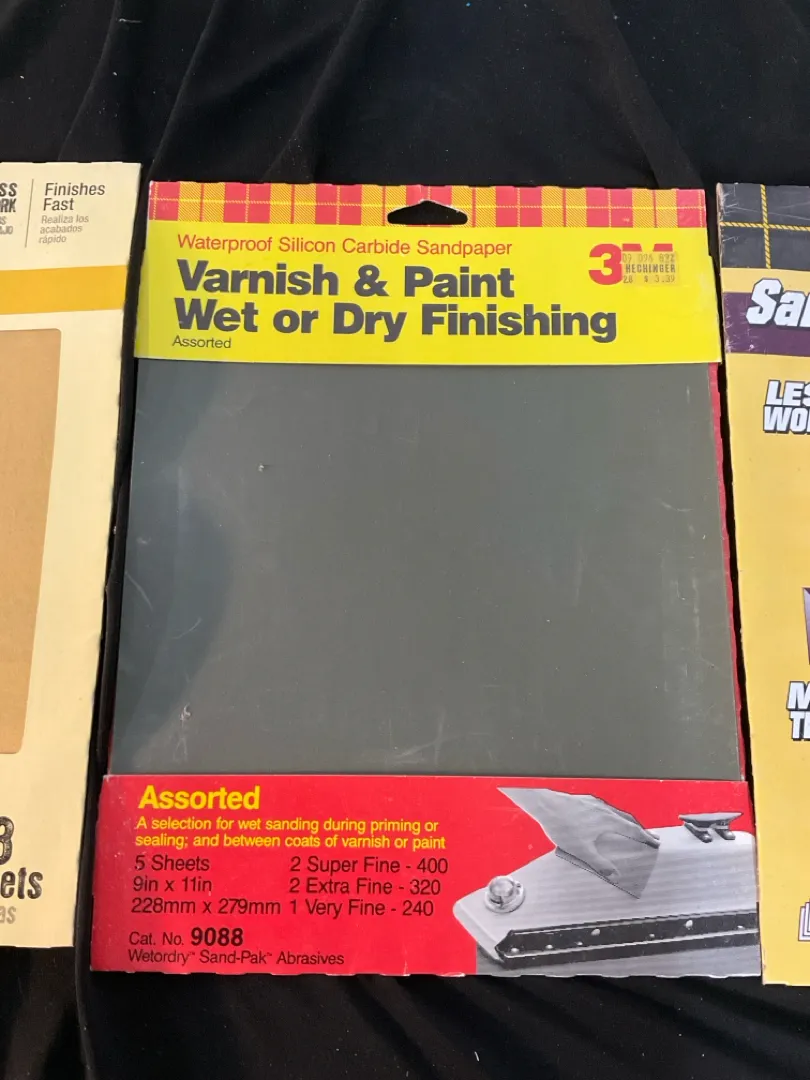 Finishes
Fast
Realiza los
acabados
rápido
Waterproof Silicon Carbide Sandpaper
3M
HECHINGER
Varnish & Paint
Wet or Dry Finishing
Assorted
Assorted
A selection for wet sanding during priming or
sealing; and between coats of varnish or paint
5 Sheets 2 Super Fine - 400
9in x 11in 2 Extra Fine - 320
228mm x 279mm 1 Very Fine - 240
Cat. No. 9088
Wetordry™ Sand-Pak™ Abrasives